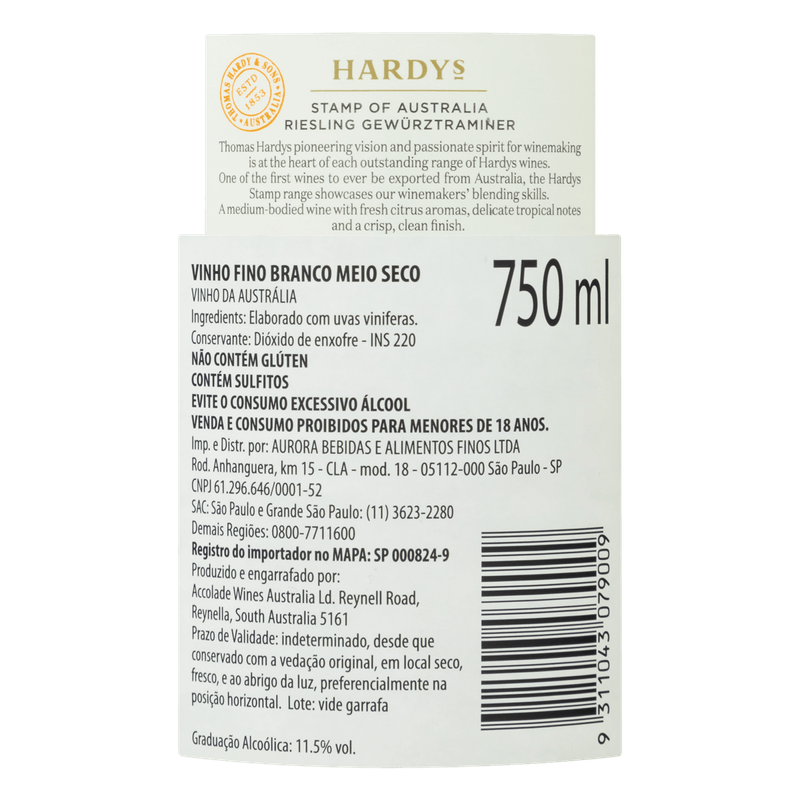 THOMAS HARDY & SONS
ESTD
1853
• AUSTRALIA •
HARDYS
STAMP OF AUSTRALIA
RIESLING GEWÜRZTRAMINER
Thomas Hardys pioneering vision and passionate spirit for winemaking
is at the heart of each outstanding range of Hardys wines.
One of the first wines to ever be exported from Australia, the Hardys
Stamp range showcases our winemakers' blending skills.
A medium-bodied wine with fresh citrus aromas, delicate tropical notes
and a crisp, clean finish.
VINHO FINO BRANCO MEIO SECO
750 ml
VINHO DA AUSTRÁLIA
Ingredients: Elaborado com uvas viniferas.
Conservante: Dióxido de enxofre - INS 220
NÃO CONTÉM GLÚTEN
CONTÉM SULFITOS
EVITE O CONSUMO EXCESSIVO ÁLCOOL
VENDA E CONSUMO PROIBIDOS PARA MENORES DE 18 ANOS.
Imp. e Distr. por: AURORA BEBIDAS E ALIMENTOS FINOS LTDA
Rod. Anhanguera, km 15 - CLA - mod. 18 - 05112-000 São Paulo - SP
CNPJ 61.296.646/0001-52
SAC: São Paulo e Grande São Paulo: (11) 3623-2280
Demais Regiões: 0800-7711600
Registro do importador no MAPA: SP 000824-9
Produzido e engarrafado por:
Accolade Wines Australia Ld. Reynell Road,
Reynella, South Australia 5161
Prazo de Validade: indeterminado, desde que
conservado com a vedação original, em local seco,
fresco, e ao abrigo da luz, preferencialmente na
posição horizontal. Lote: vide garrafa
Graduação Alcoólica: 11.5% vol.
9 311043 079009